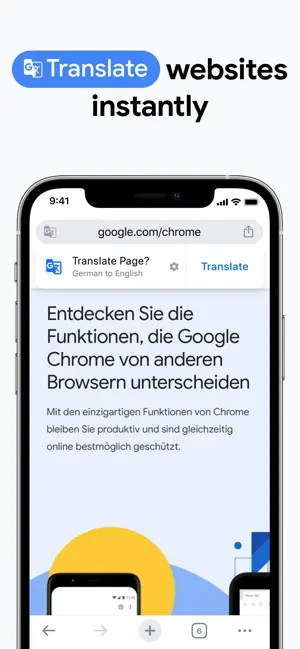 Translate websites
instantly
9:41
google.com/chrome
Translate Page?
German to English
Translate
Entdecken Sie die
Funktionen, die Google
Chrome von anderen
Browsern unterscheiden
Mit den einzigartigen Funktionen von Chrome
bleiben Sie produktiv und sind gleichzeitig
online bestmöglich geschützt.
6